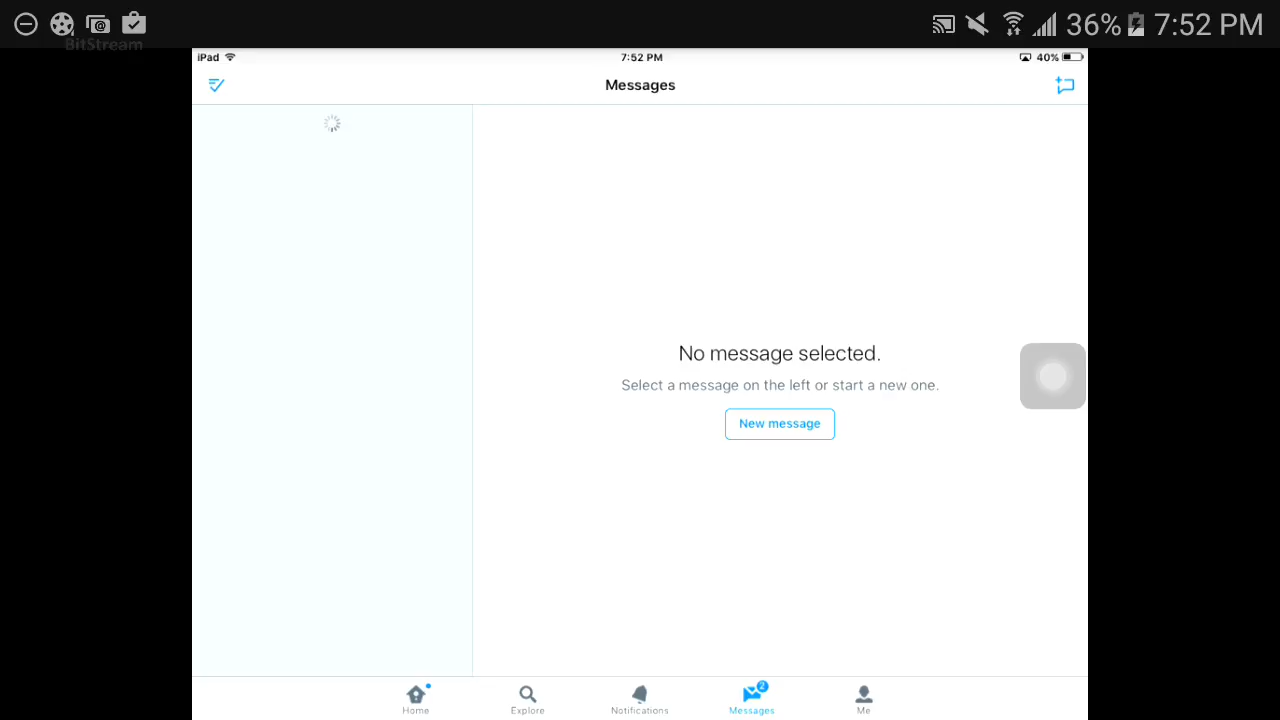 36% 7:52 PM
BitStream
iPad 7:52 PM 40%
Messages
No message selected.
Select a message on the left or start a new one.
New message
2
Home Explore Notifications Messages Me